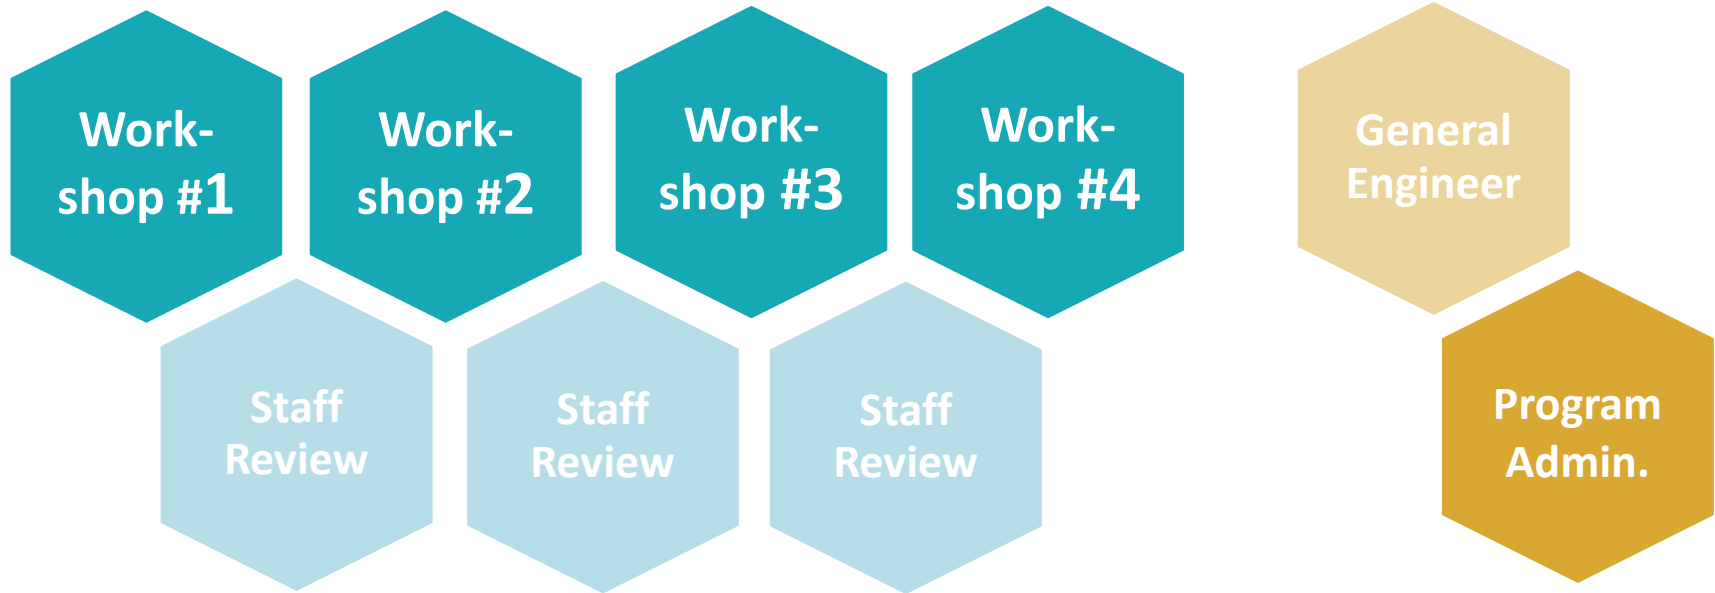 Work-
shop #1
Work-
shop #2
Work-
shop #3
Work-
shop #4
General
Engineer
Staff
Review
Staff
Review
Staff
Review
Program
Admin.